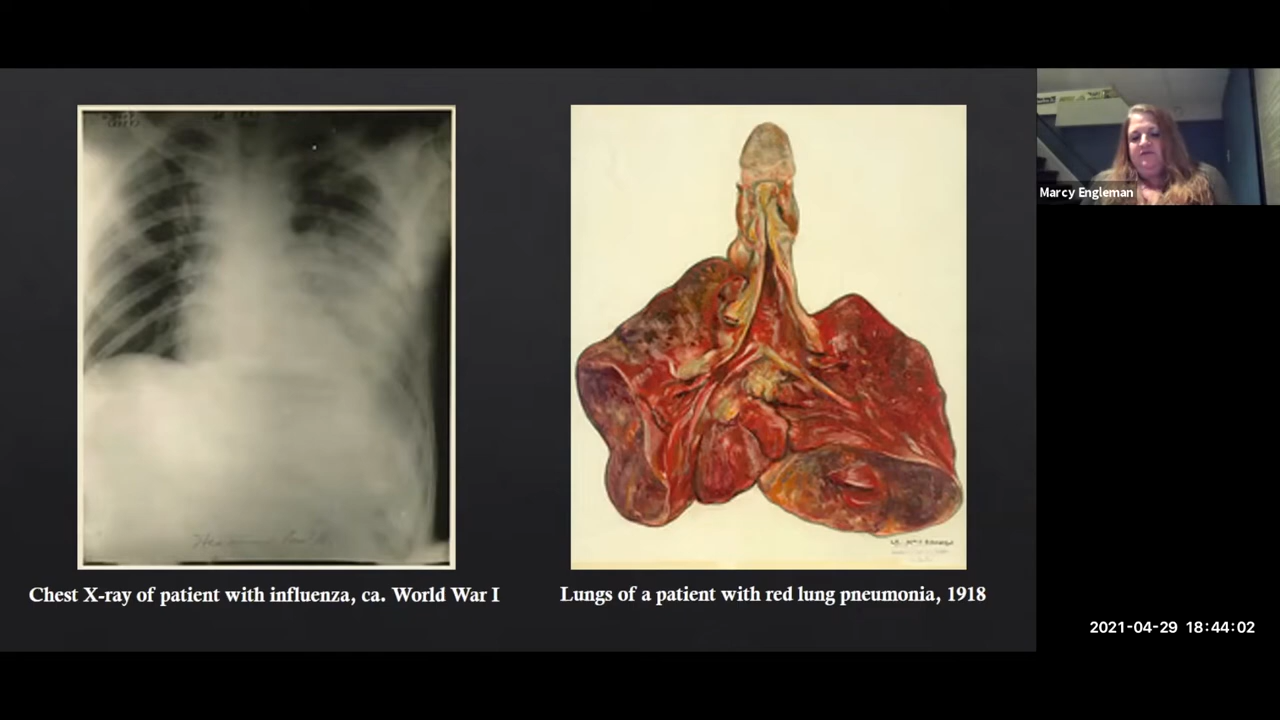 Marcy Engleman
Chest X-ray of patient with influenza, ca. World War I
Lungs of a patient with red lung pneumonia, 1918
2021-04-29 18:44:02